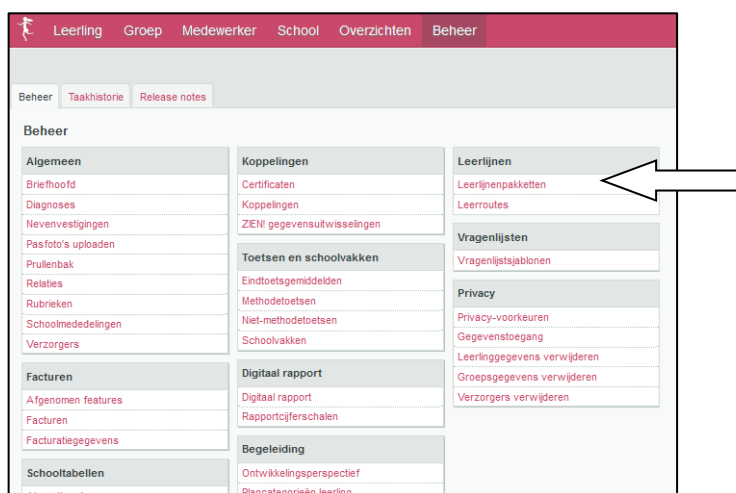 Leerling Groep Medewerker School Overzichten Beheer
Beheer Taakhistorie Release notes
Beheer
Algemeen
Briefhoofd
Diagnoses
Nevenvestigingen
Pasfoto's uploaden
Prullenbak
Relaties
Rubrieken
Schoolmededelingen
Verzorgers
Facturen
Afgenomen features
Facturen
Facturatiegegevens
Schooltabellen
Koppelingen
Certificaten
Koppelingen
ZIEN! gegevensuitwisselingen
Toetsen en schoolvakken
Eindtoetsgemiddelden
Methodetoetsen
Niet-methodetoetsen
Schoolvakken
Digitaal rapport
Digitaal rapport
Rapportcijferschalen
Begeleiding
Ontwikkelingsperspectief
Plancategorieën leerling
Leerlijnen
Leerlijnenpakketten
Leerroutes
Vragenlijsten
Vragenlijstsjablonen
Privacy
Privacy-voorkeuren
Gegevenstoegang
Leerlinggegevens verwijderen
Groepsgegevens verwijderen
Verzorgers verwijderen